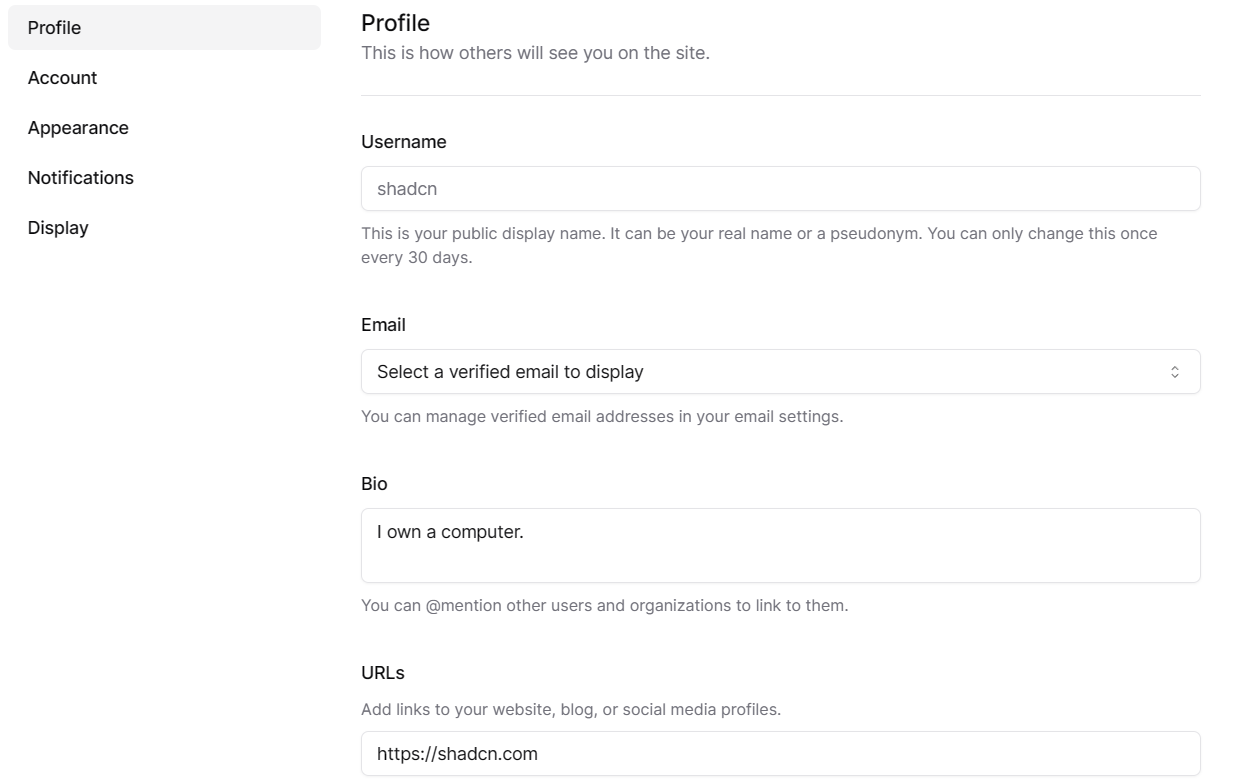 Profile
Account
Appearance
Notifications
Display
Profile
This is how others will see you on the site.
Username
shadcn
This is your public display name. It can be your real name or a pseudonym. You can only change this once
every 30 days.
Email
Select a verified email to display
You can manage verified email addresses in your email settings.
Bio
I own a computer.
You can @mention other users and organizations to link to them.
URLs
Add links to your website, blog, or social media profiles.
https://shadcn.com